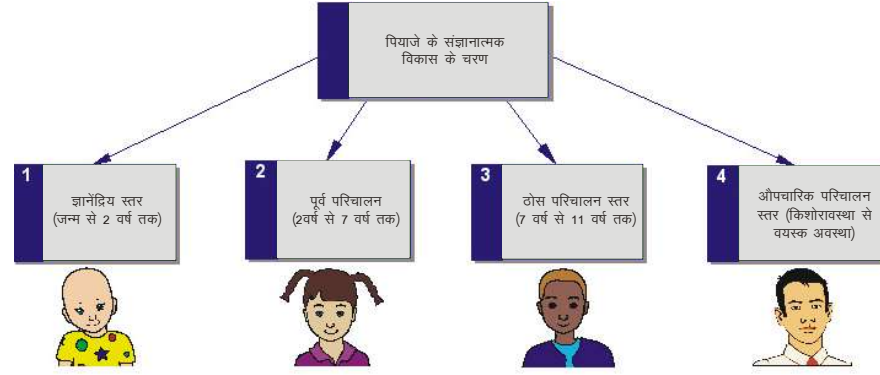 पियाजे के संज्ञानात्मक
विकास के चरण
1
ज्ञानेंद्रिय स्तर
(जन्म से 2 वर्ष तक)
2
पूर्व परिचालन
(2वर्ष से 7 वर्ष तक)
3
ठोस परिचालन स्तर
(7 वर्ष से 11 वर्ष तक)
4
औपचारिक परिचालन
स्तर (किशोरावस्था से
वयस्क अवस्था)